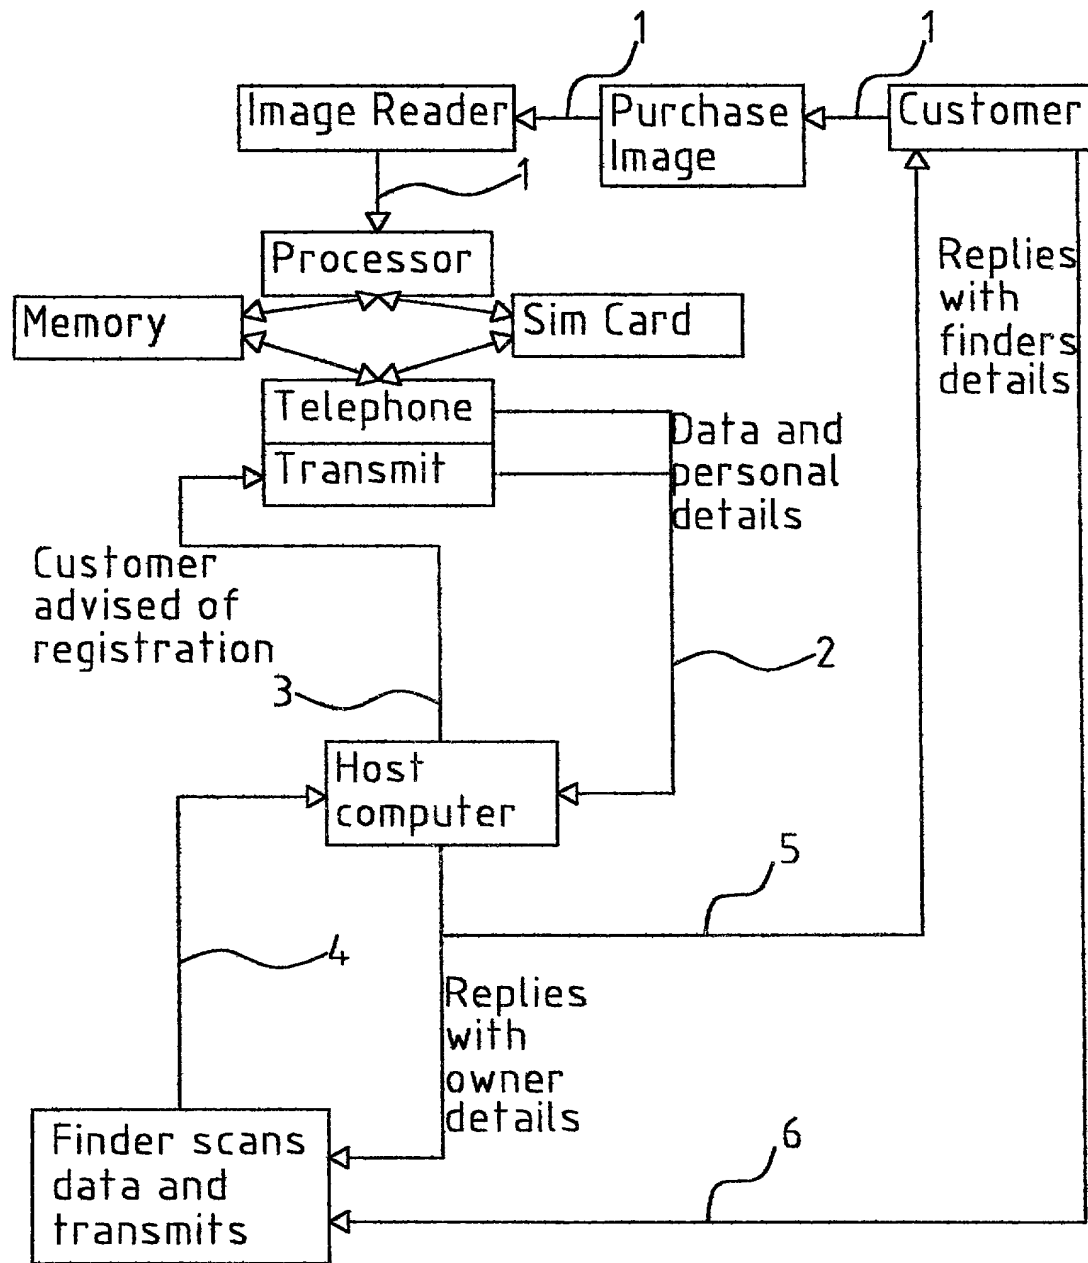 1
1
Image Reader
Purchase
Image
Customer
1
Processor
Memory
Sim Card
Replies
with
finders
details
Telephone
Transmit
Data and
personal
details
Customer
advised of
registration
2
3
Host
computer
5
4
Replies
with
owner
details
Finder scans
data and
transmits
6